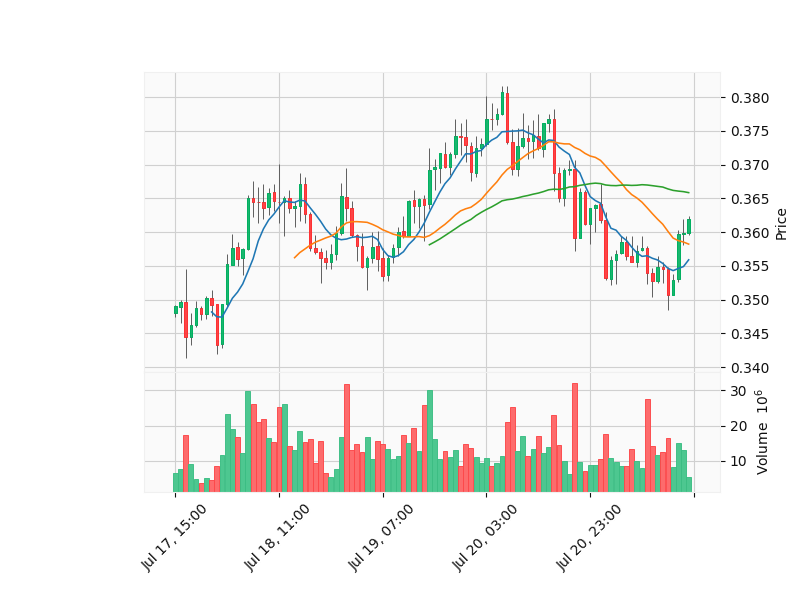 0.380
0.375
0.370
0.365
0.360
0.355
0.350
0.345
0.340
Price
30
20
10
Volume 10^6
Jul 17, 15:00
Jul 18, 11:00
Jul 19, 07:00
Jul 20, 03:00
Jul 20, 23:00